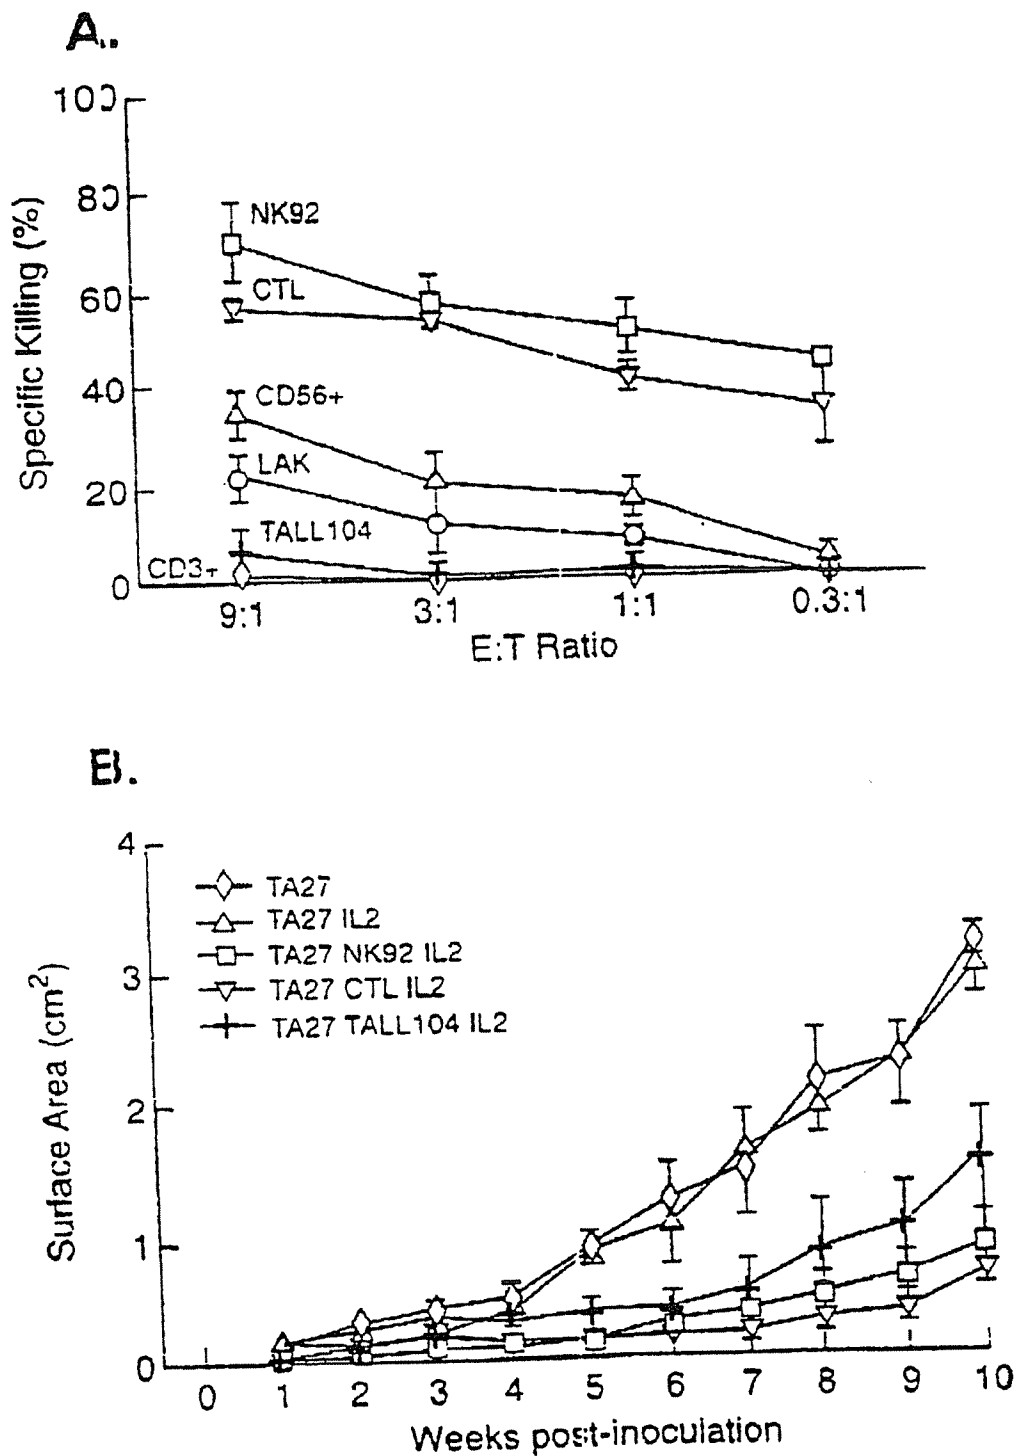 A.
100
80
60
40
20
0
Specific Killing (%)
NK92
CTL
CD56+
LAK
TALL104
CD3+
9:1 3:1 1:1 0.3:1
E:T Ratio
B.
4
3
2
1
0
Surface Area (cm²)
TA27
TA27 IL2
TA27 NK92 IL2
TA27 CTL IL2
TA27 TALL104 IL2
0 1 2 3 4 5 6 7 8 9 10
Weeks post-inoculation